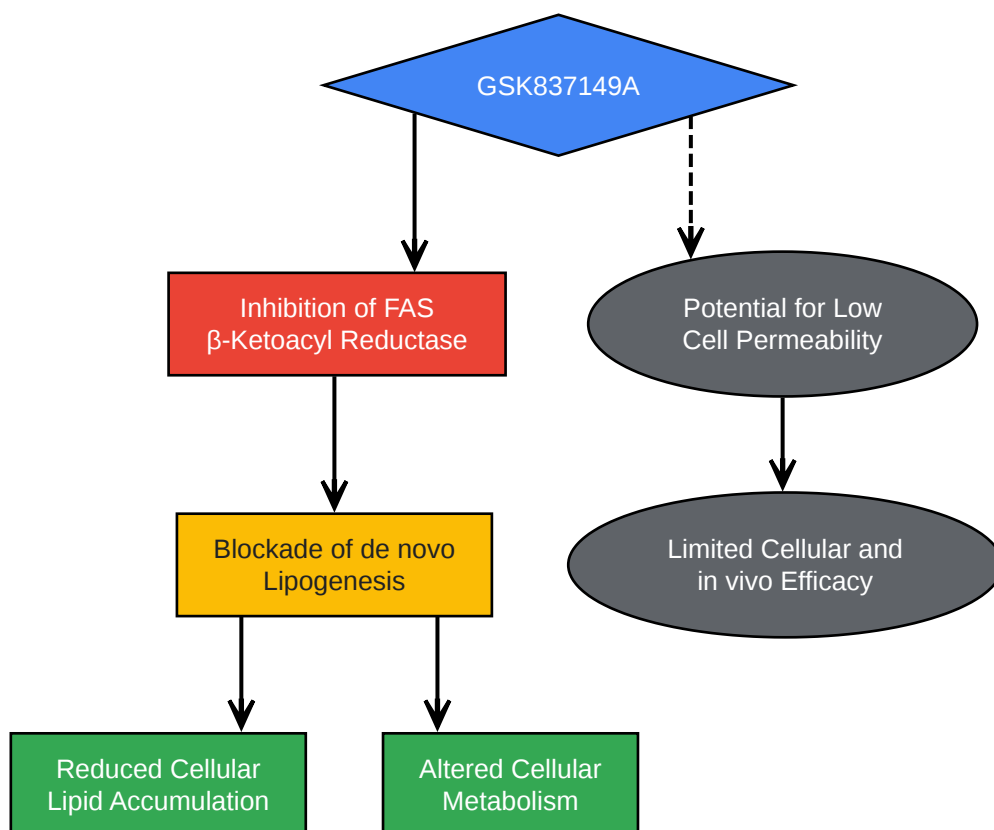 GSK837149A
Inhibition of FAS
β-Ketoacyl Reductase
Potential for Low
Cell Permeability
Blockade of de novo
Lipogenesis
Limited Cellular and
in vivo Efficacy
Reduced Cellular
Lipid Accumulation
Altered Cellular
Metabolism